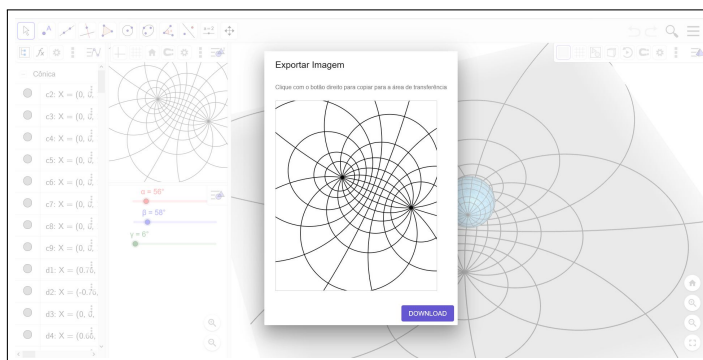 Cônica
c2: X = (0,
c3: X = (0,
c4: X = (0,
c5: X = (0,
c6: X = (0,
c7: X = (0,
c8: X = (0,
c9: X = (0,
d1: X = (0.
d2: X = (-0.
d3: X = (0,
d4: X = (0.
β = 58°
γ = 6°
Exportar Imagem
Clique com o botão direito para copiar para a área de transferência
DOWNLOAD